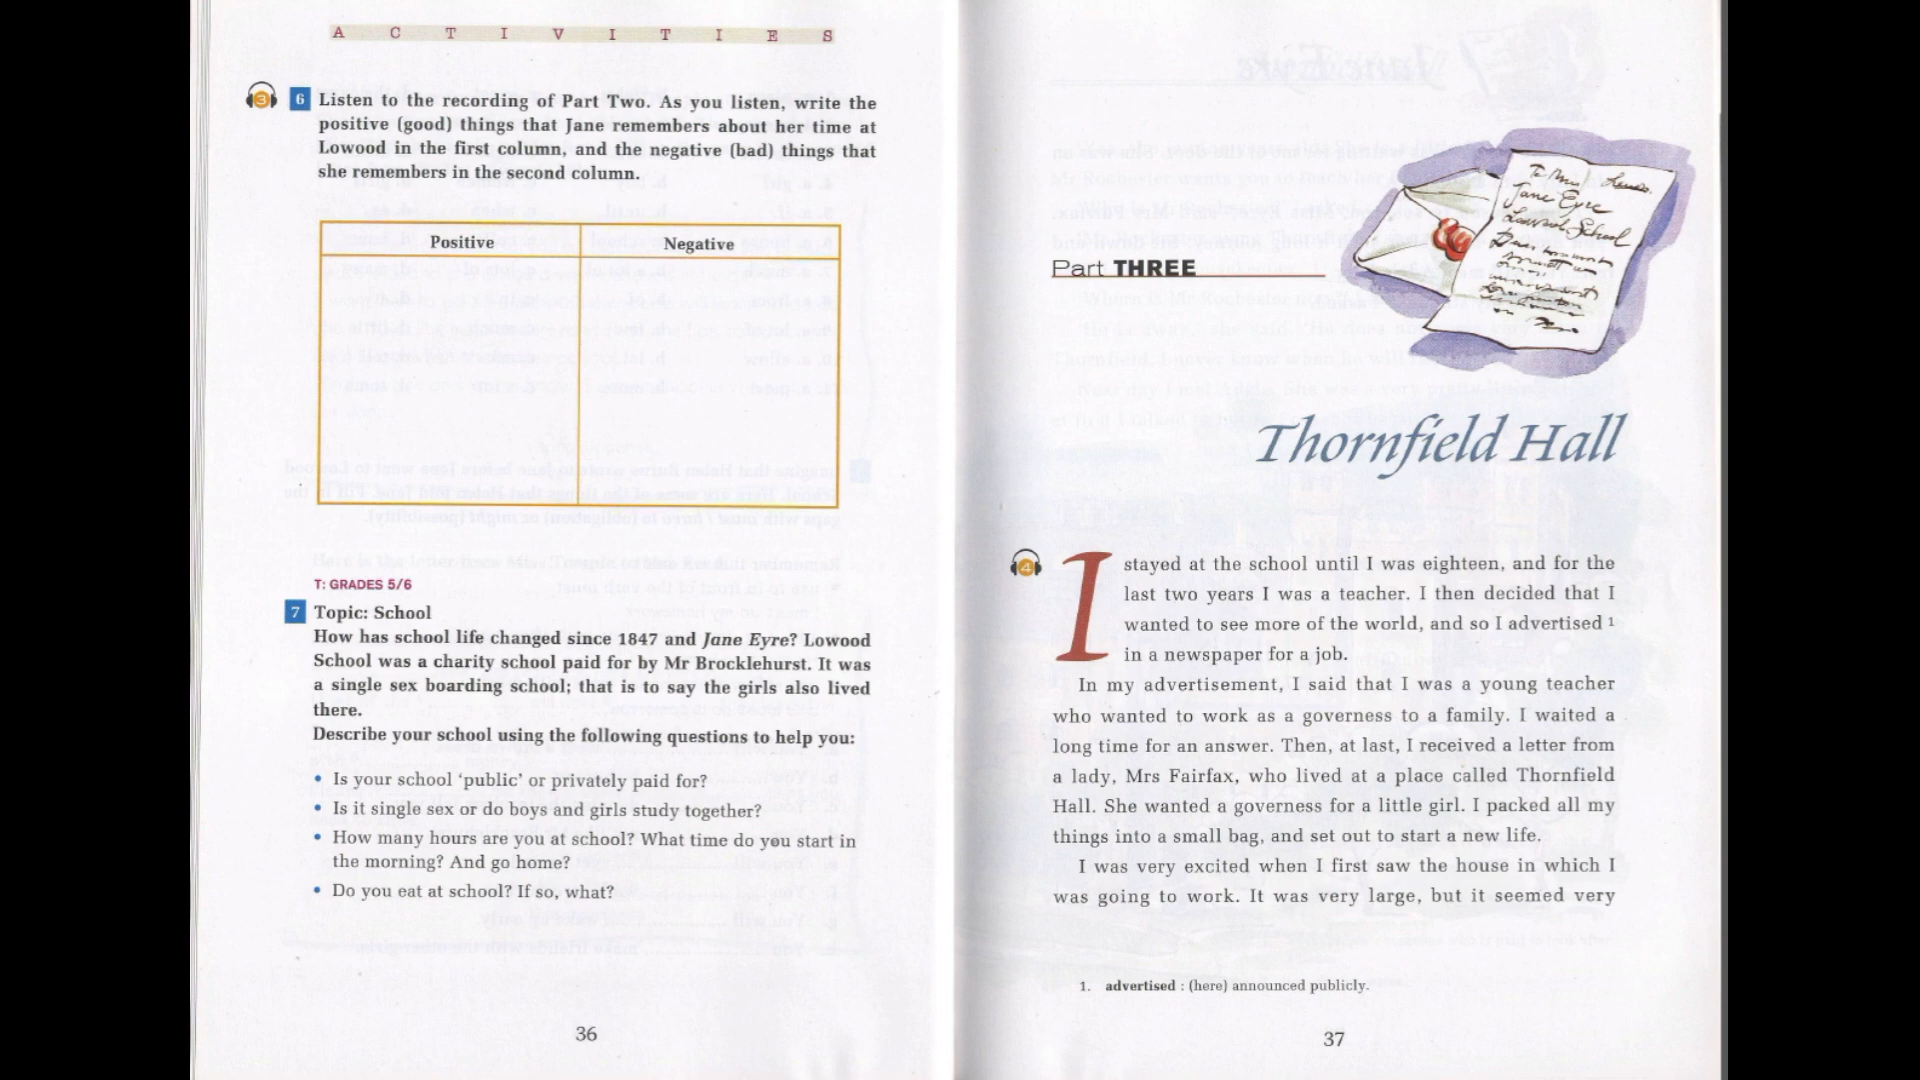 A C T I V I T I E S
3
6
Listen to the recording of Part Two. As you listen, write the
positive (good) things that Jane remembers about her time at
Lowood in the first column, and the negative (bad) things that
she remembers in the second column.
Positive
Negative
T: GRADES 5/6
7
Topic: School
How has school life changed since 1847 and Jane Eyre? Lowood
School was a charity school paid for by Mr Brocklehurst. It was
a single sex boarding school; that is to say the girls also lived
there.
Describe your school using the following questions to help you:
• Is your school ‘public’ or privately paid for?
• Is it single sex or do boys and girls study together?
• How many hours are you at school? What time do you start in
the morning? And go home?
• Do you eat at school? If so, what?
36
Jane Eyre
Lowood School
Part THREE
Thornfield Hall
4
I stayed at the school until I was eighteen, and for the
last two years I was a teacher. I then decided that I
wanted to see more of the world, and so I advertised 1
in a newspaper for a job.
In my advertisement, I said that I was a young teacher
who wanted to work as a governess to a family. I waited a
long time for an answer. Then, at last, I received a letter from
a lady, Mrs Fairfax, who lived at a place called Thornfield
Hall. She wanted a governess for a little girl. I packed all my
things into a small bag, and set out to start a new life.
I was very excited when I first saw the house in which I
was going to work. It was very large, but it seemed very
1. advertised : (here) announced publicly.
37